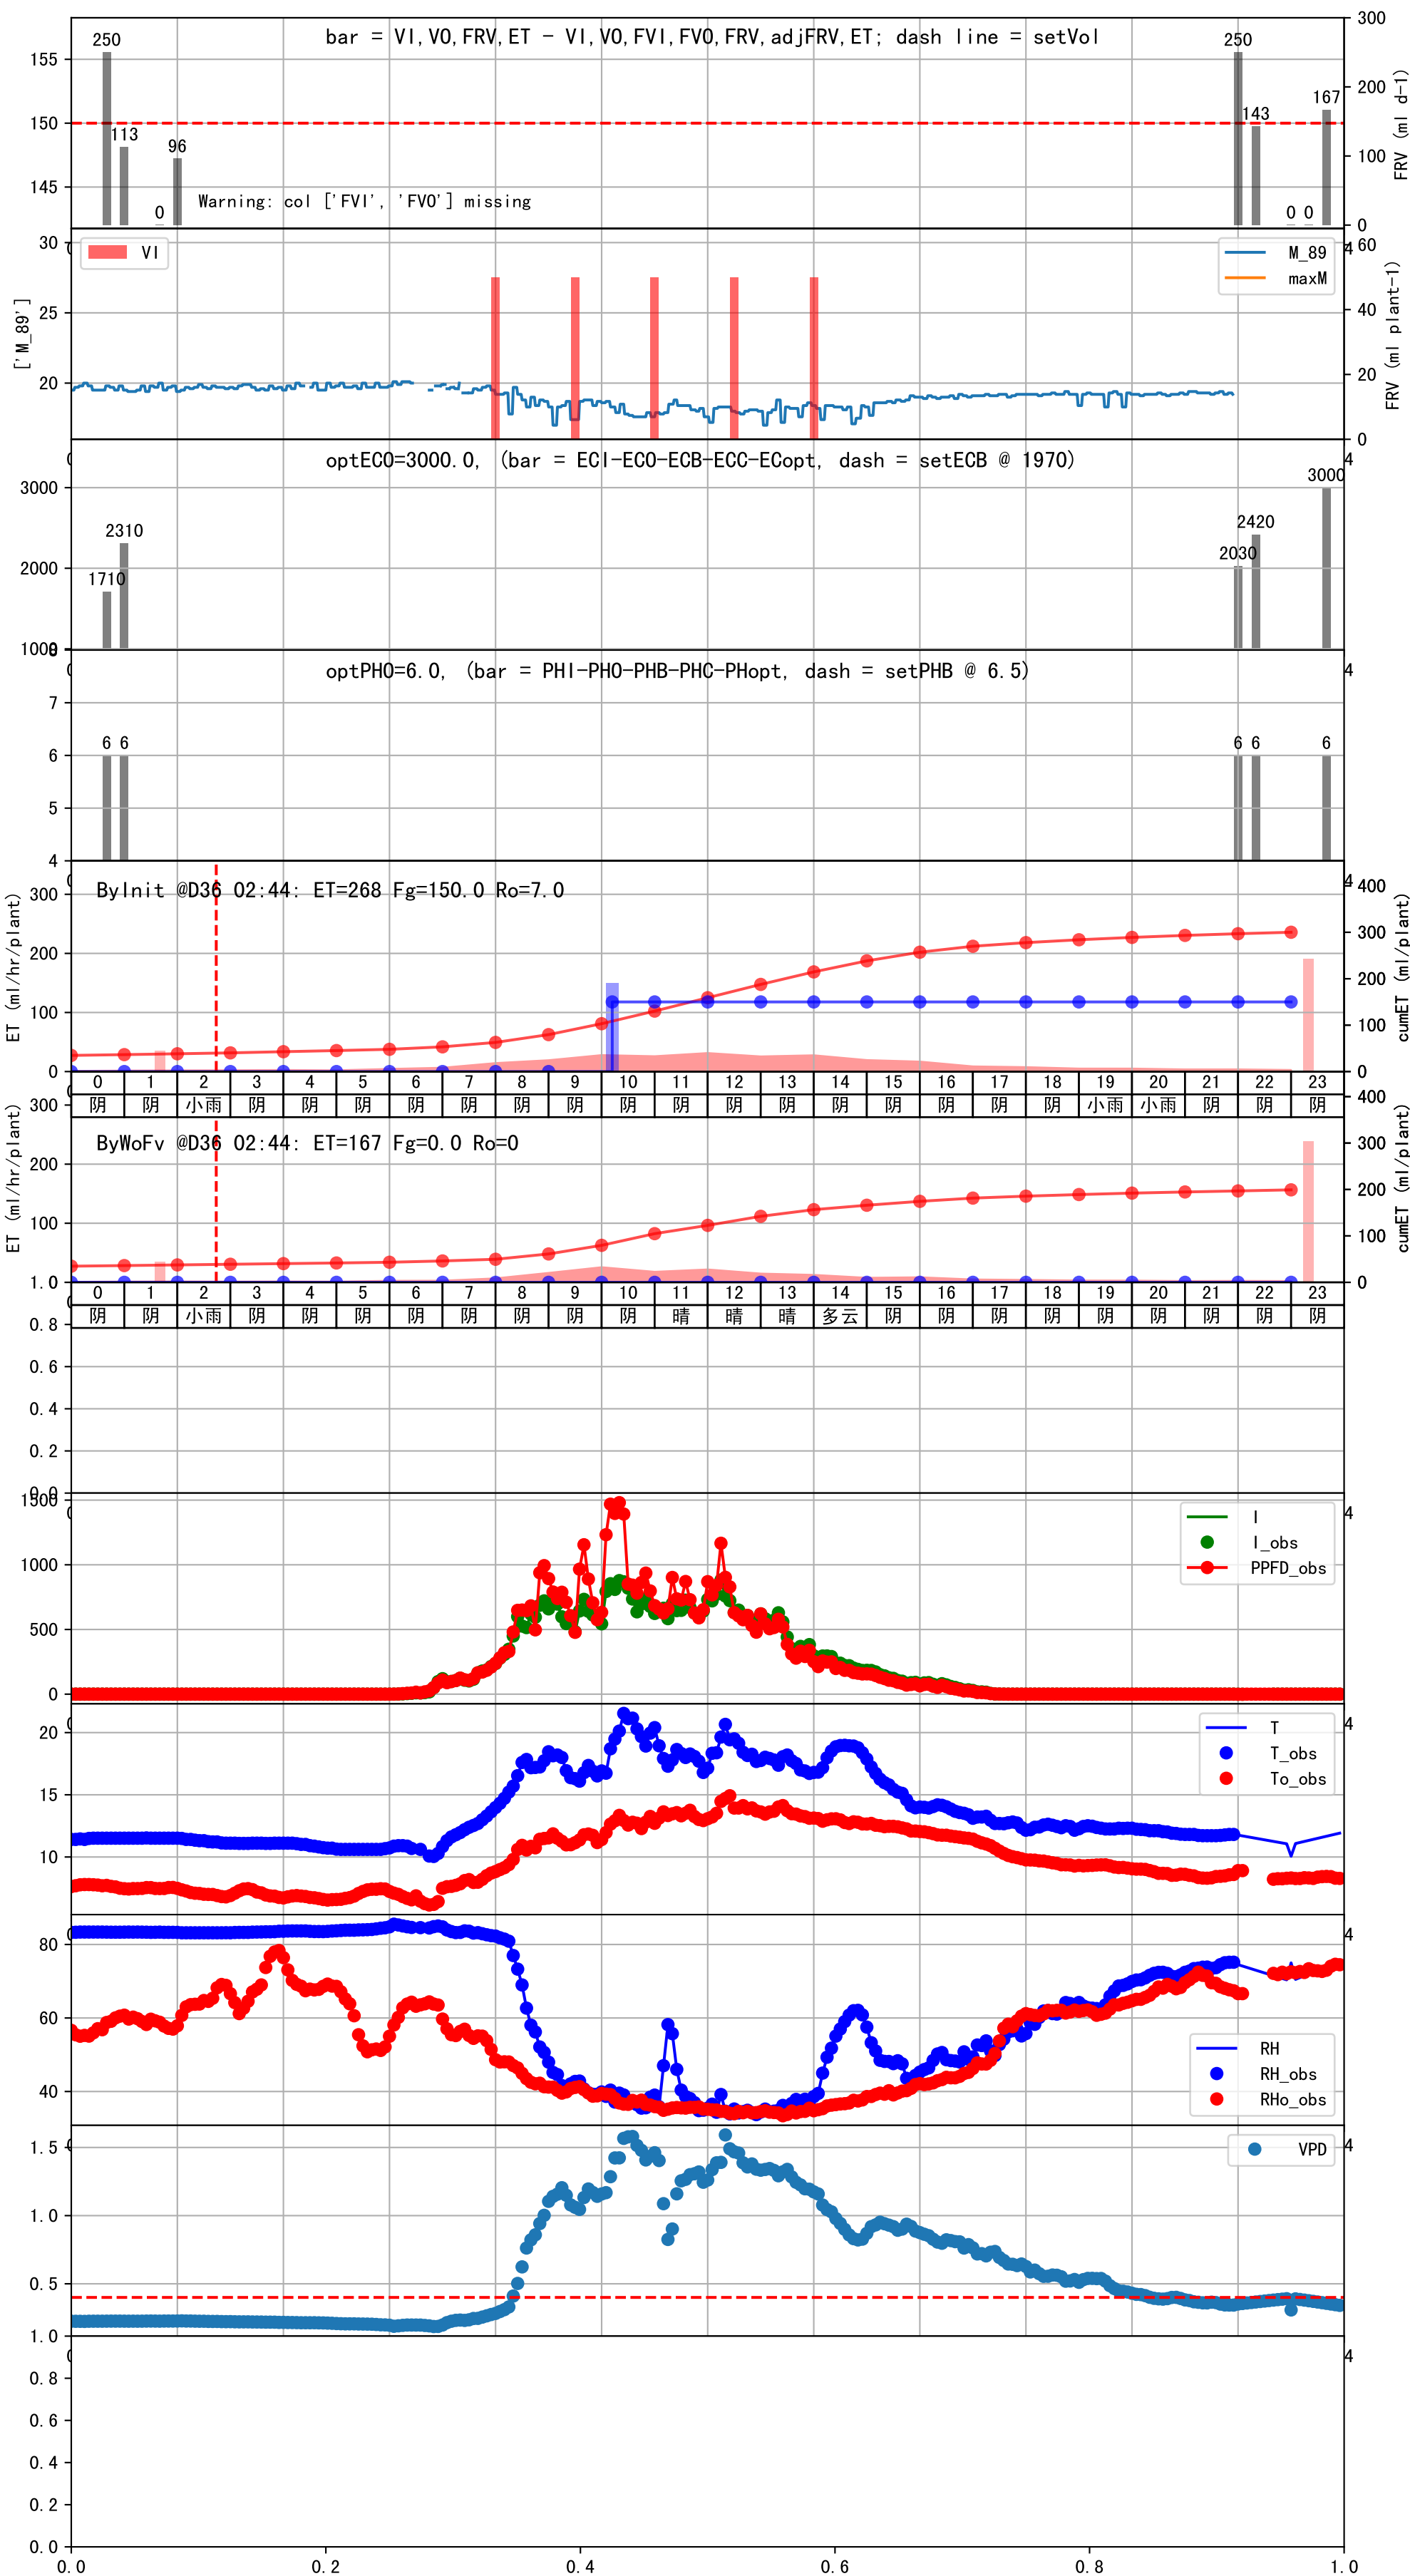 bar = VI,VO,FRV,ET - VI,VO,FVI,FVO,FRV,adjFRV,ET; dash line = setVol
250
113
0
96
250
143
0
0
167
Warning: col ['FVI', 'FVO'] missing
155
150
145
300
200
100
0
FRV (ml d-1)
VI
M_89
maxM
30
25
20
['M_89']
60
40
20
0
FRV (ml plant-1)
optECO=3000.0, (bar = ECI-ECO-ECB-ECC-ECopt, dash = setECB @ 1970)
1710
2310
2030
2420
3000
3000
2000
1000
optPHO=6.0, (bar = PHI-PHO-PHB-PHC-PHopt, dash = setPHB @ 6.5)
6
6
6
6
6
7
6
5
4
ByInit @D36 02:44: ET=268 Fg=150.0 Ro=7.0
300
200
100
0
ET (ml/hr/plant)
400
300
200
100
0
cumET (ml/plant)
0 1 2 3 4 5 6 7 8 9 10 11 12 13 14 15 16 17 18 19 20 21 22 23
阴 阴 小雨 阴 阴 阴 阴 阴 阴 阴 阴 阴 阴 阴 阴 阴 阴 阴 阴 小雨 小雨 阴 阴 阴
ByWoFv @D36 02:44: ET=167 Fg=0.0 Ro=0
300
200
100
ET (ml/hr/plant)
400
300
200
100
0
cumET (ml/plant)
0 1 2 3 4 5 6 7 8 9 10 11 12 13 14 15 16 17 18 19 20 21 22 23
阴 阴 小雨 阴 阴 阴 阴 阴 阴 阴 阴 晴 晴 晴 多云 阴 阴 阴 阴 阴 阴 阴 阴 阴
1.0
0.8
0.6
0.4
0.2
0.0
I
I_obs
PPFD_obs
1500
1000
500
0
T
T_obs
To_obs
20
15
10
RH
RH_obs
RHo_obs
80
60
40
VPD
1.5
1.0
0.5
1.0
0.8
0.6
0.4
0.2
0.0
0.0 0.2 0.4 0.6 0.8 1.0